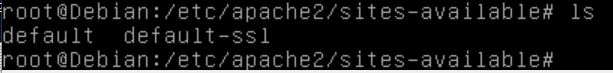 root@Debian:/etc/apache2/sites-available# ls
default  default-ssl
root@Debian:/etc/apache2/sites-available#